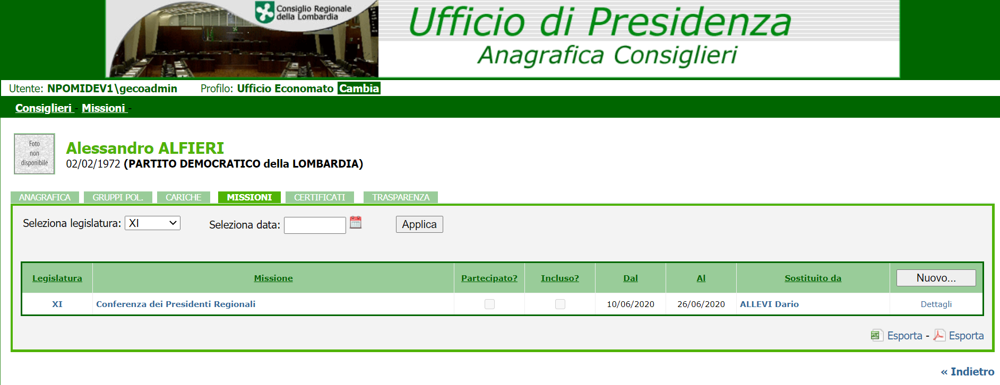 Consiglio Regionale
della Lombardia
Ufficio di Presidenza
Anagrafica Consiglieri
Utente: NPOMIDEV1\gecoadmin Profilo: Ufficio Economato Cambia
Consiglieri - Missioni -
Foto
non
disponibile
Alessandro ALFIERI
02/02/1972 (PARTITO DEMOCRATICO della LOMBARDIA)
ANAGRAFICA GRUPPI POL. CARICHE MISSIONI CERTIFICATI TRASPARENZA
Seleziona legislatura: XI Seleziona data: Applica
Legislatura Missione Partecipato? Incluso? Dal Al Sostituito da Nuovo...
XI Conferenza dei Presidenti Regionali 10/06/2020 26/06/2020 ALLEVI Dario Dettagli
Esporta - Esporta
« Indietro